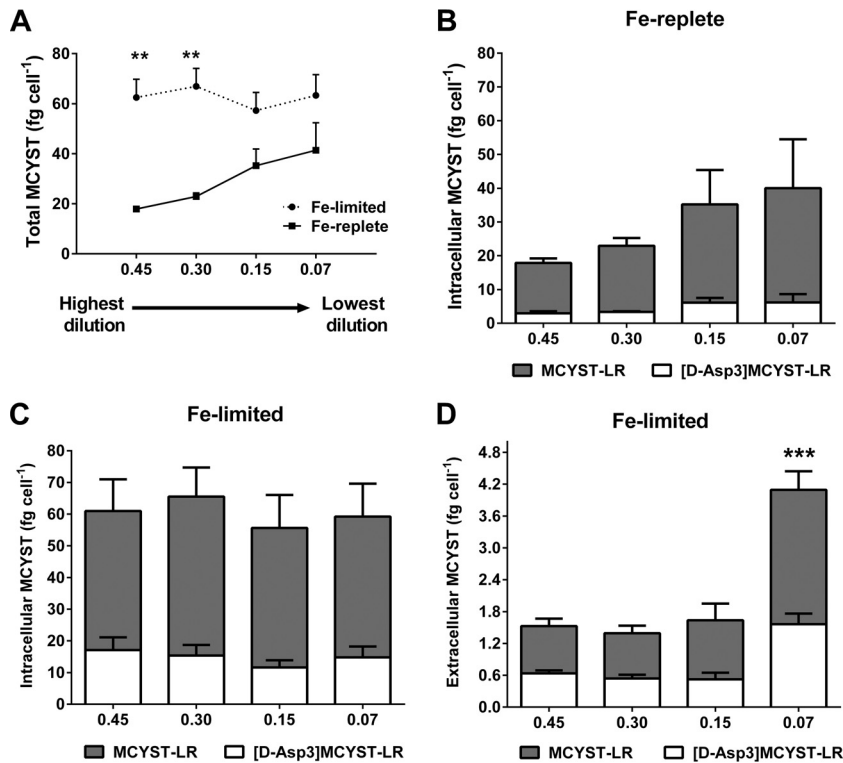 A
Total MCYST (fg cell⁻¹)
80
60
40
20
0
** **
Fe-limited
Fe-replete
0.45 0.30 0.15 0.07
Highest dilution
Lowest dilution
B
Fe-replete
Intracellular MCYST (fg cell⁻¹)
80
70
60
50
40
30
20
10
0
0.45 0.30 0.15 0.07
MCYST-LR [D-Asp3]MCYST-LR
C
Fe-limited
Intracellular MCYST (fg cell⁻¹)
80
70
60
50
40
30
20
10
0
0.45 0.30 0.15 0.07
MCYST-LR [D-Asp3]MCYST-LR
D
Fe-limited
Extracellular MCYST (fg cell⁻¹)
4.8
4.2
3.6
3.0
2.4
1.8
1.2
0.6
0.0
***
0.45 0.30 0.15 0.07
MCYST-LR [D-Asp3]MCYST-LR